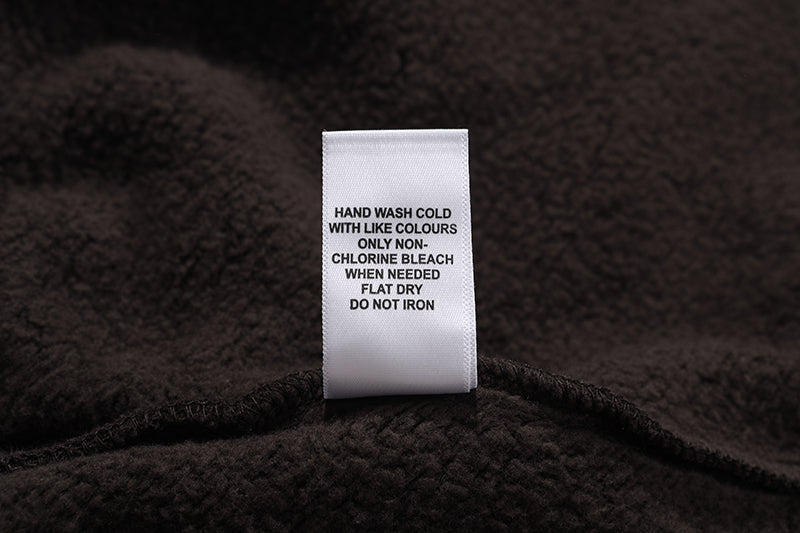 HAND WASH COLD
WITH LIKE COLOURS
ONLY NON-
CHLORINE BLEACH
WHEN NEEDED
FLAT DRY
DO NOT IRON